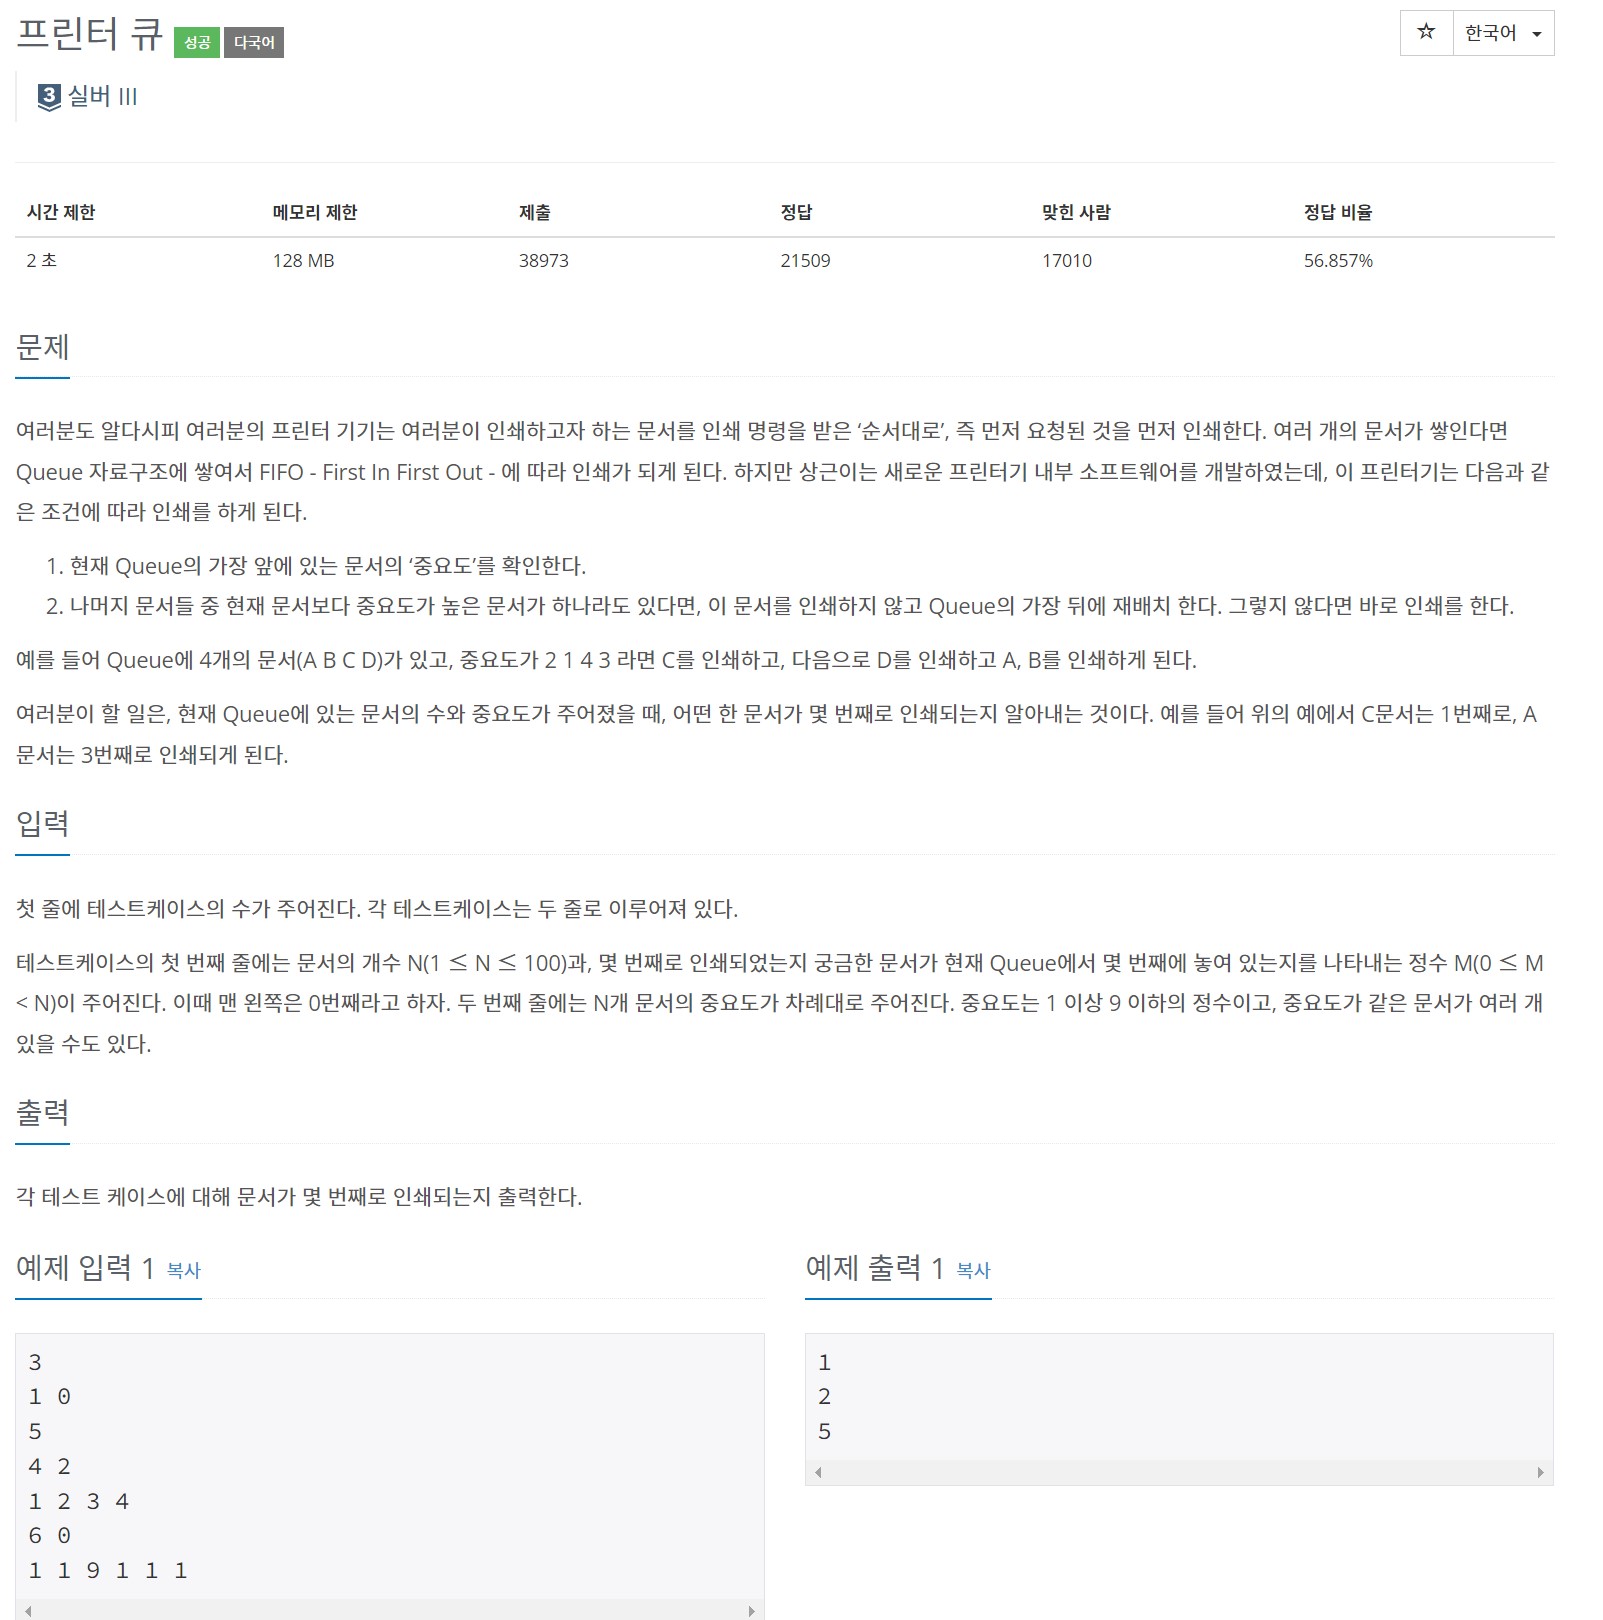 프린터 큐 성공 다국어
☆ 한국어
3 실버 III
시간 제한 메모리 제한 제출 정답 맞힌 사람 정답 비율
2 초 128 MB 38973 21509 17010 56.857%
문제
여러분도 알다시피 여러분의 프린터 기기는 여러분이 인쇄하고자 하는 문서를 인쇄 명령을 받은 ‘순서대로’, 즉 먼저 요청된 것을 먼저 인쇄한다. 여러 개의 문서가 쌓인다면
Queue 자료구조에 쌓여서 FIFO - First In First Out - 에 따라 인쇄가 되게 된다. 하지만 상근이는 새로운 프린터기 내부 소프트웨어를 개발하였는데, 이 프린터기는 다음과 같
은 조건에 따라 인쇄를 하게 된다.
1. 현재 Queue의 가장 앞에 있는 문서의 ‘중요도’를 확인한다.
2. 나머지 문서들 중 현재 문서보다 중요도가 높은 문서가 하나라도 있다면, 이 문서를 인쇄하지 않고 Queue의 가장 뒤에 재배치 한다. 그렇지 않다면 바로 인쇄를 한다.
예를 들어 Queue에 4개의 문서(A B C D)가 있고, 중요도가 2 1 4 3 라면 C를 인쇄하고, 다음으로 D를 인쇄하고 A, B를 인쇄하게 된다.
여러분이 할 일은, 현재 Queue에 있는 문서의 수와 중요도가 주어졌을 때, 어떤 한 문서가 몇 번째로 인쇄되는지 알아내는 것이다. 예를 들어 위의 예에서 C문서는 1번째로, A
문서는 3번째로 인쇄되게 된다.
입력
첫 줄에 테스트케이스의 수가 주어진다. 각 테스트케이스는 두 줄로 이루어져 있다.
테스트케이스의 첫 번째 줄에는 문서의 개수 N(1 ≤ N ≤ 100)과, 몇 번째로 인쇄되었는지 궁금한 문서가 현재 Queue에서 몇 번째에 놓여 있는지를 나타내는 정수 M(0 ≤ M
< N)이 주어진다. 이때 맨 왼쪽은 0번째라고 하자. 두 번째 줄에는 N개 문서의 중요도가 차례대로 주어진다. 중요도는 1 이상 9 이하의 정수이고, 중요도가 같은 문서가 여러 개
있을 수도 있다.
출력
각 테스트 케이스에 대해 문서가 몇 번째로 인쇄되는지 출력한다.
예제 입력 1 복사
3
1 0
5
4 2
1 2 3 4
6 0
1 1 9 1 1 1
예제 출력 1 복사
1
2
5